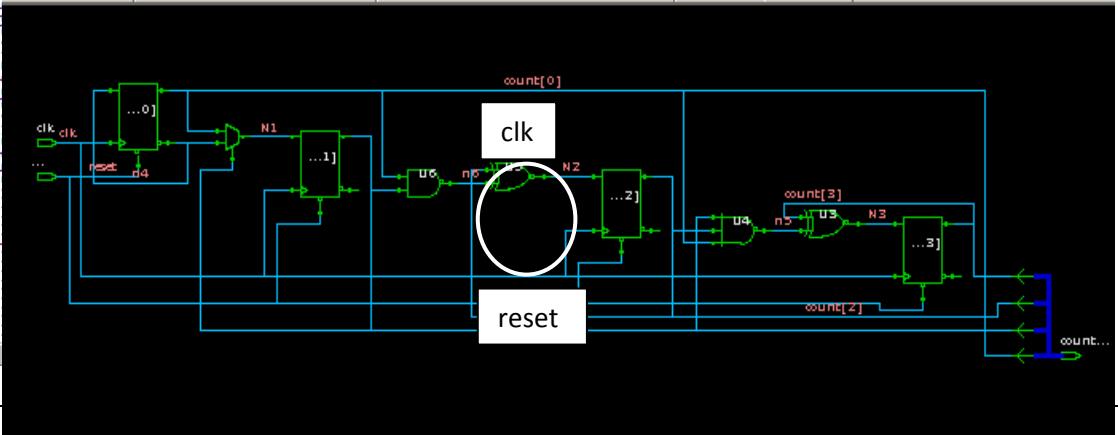 count[0]
...0]
clk
clk
clk
N1
...
reset
n4
...1]
U6
n6
U5
N2
...2]
count[3]
U4
n5
U3
N3
...3]
reset
count[2]
count...